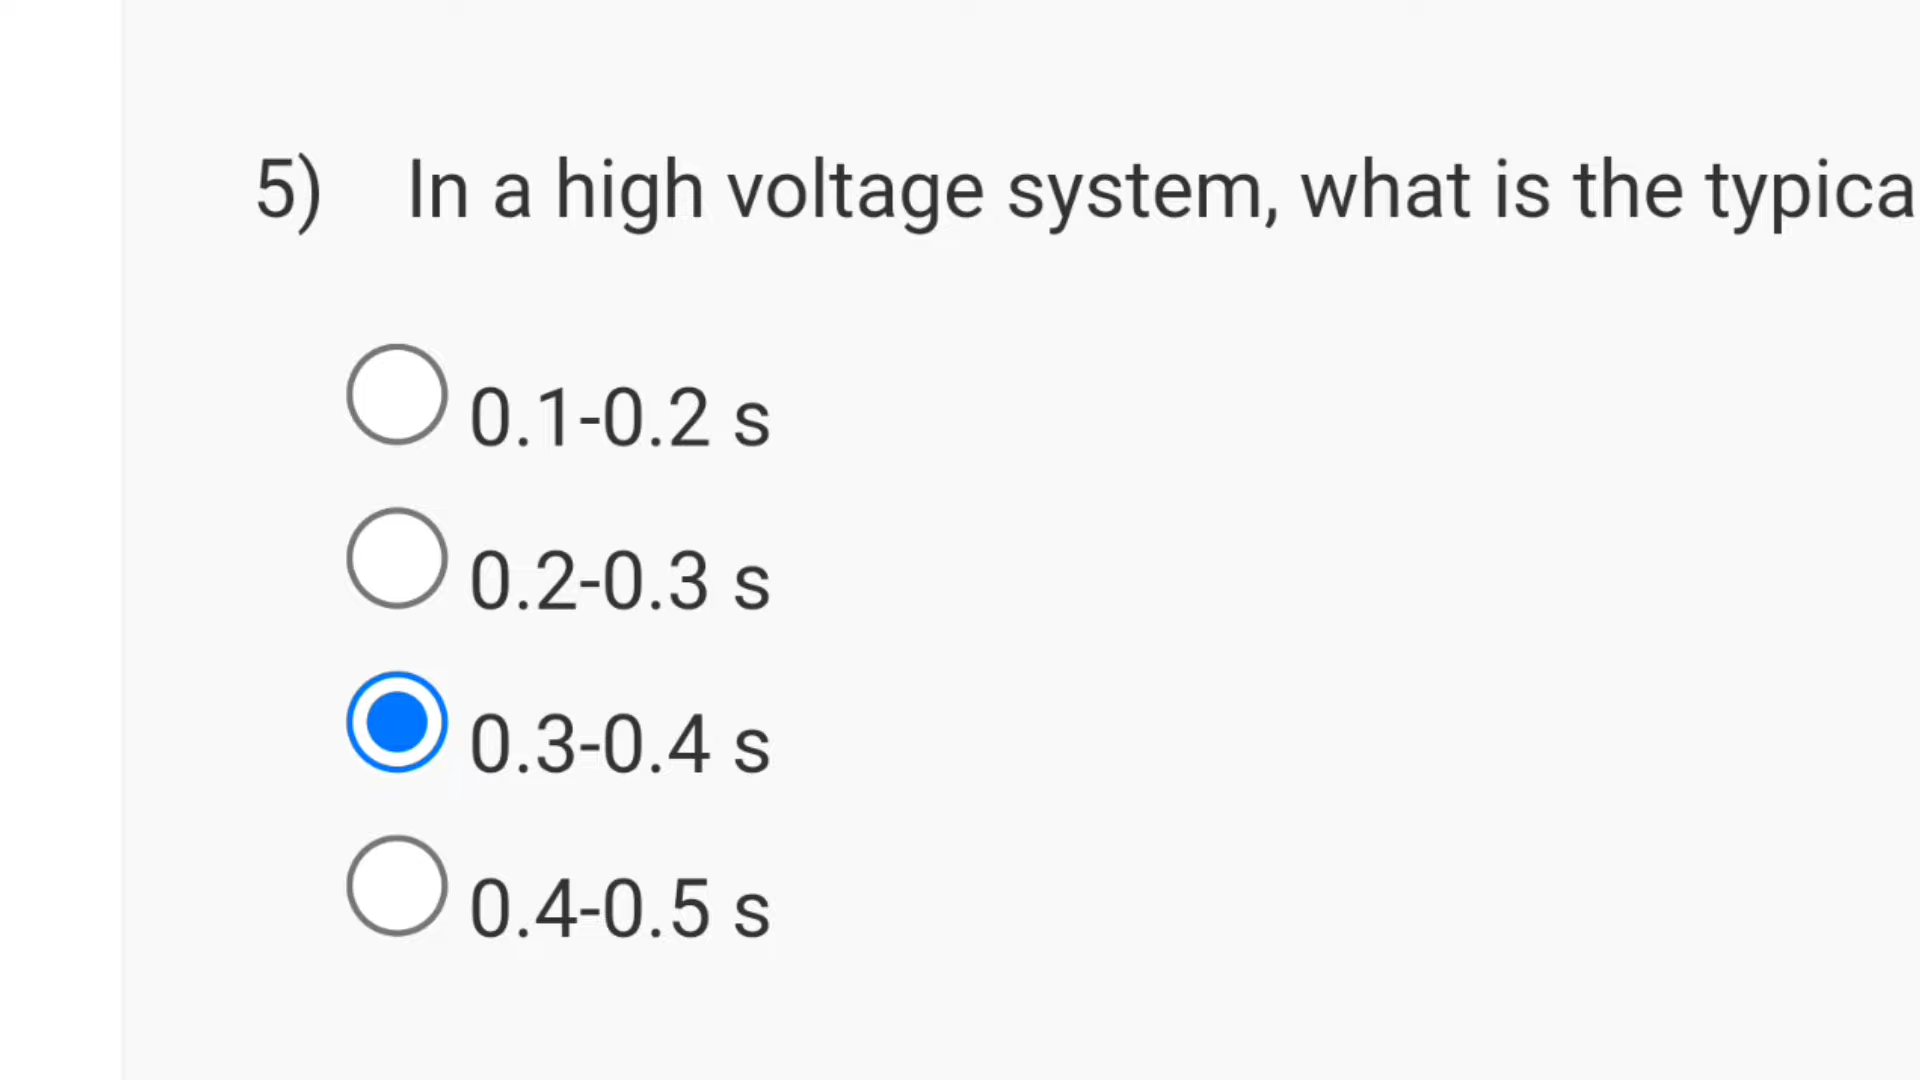 5) In a high voltage system, what is the typica
0.1-0.2 s
0.2-0.3 s
0.3-0.4 s
0.4-0.5 s